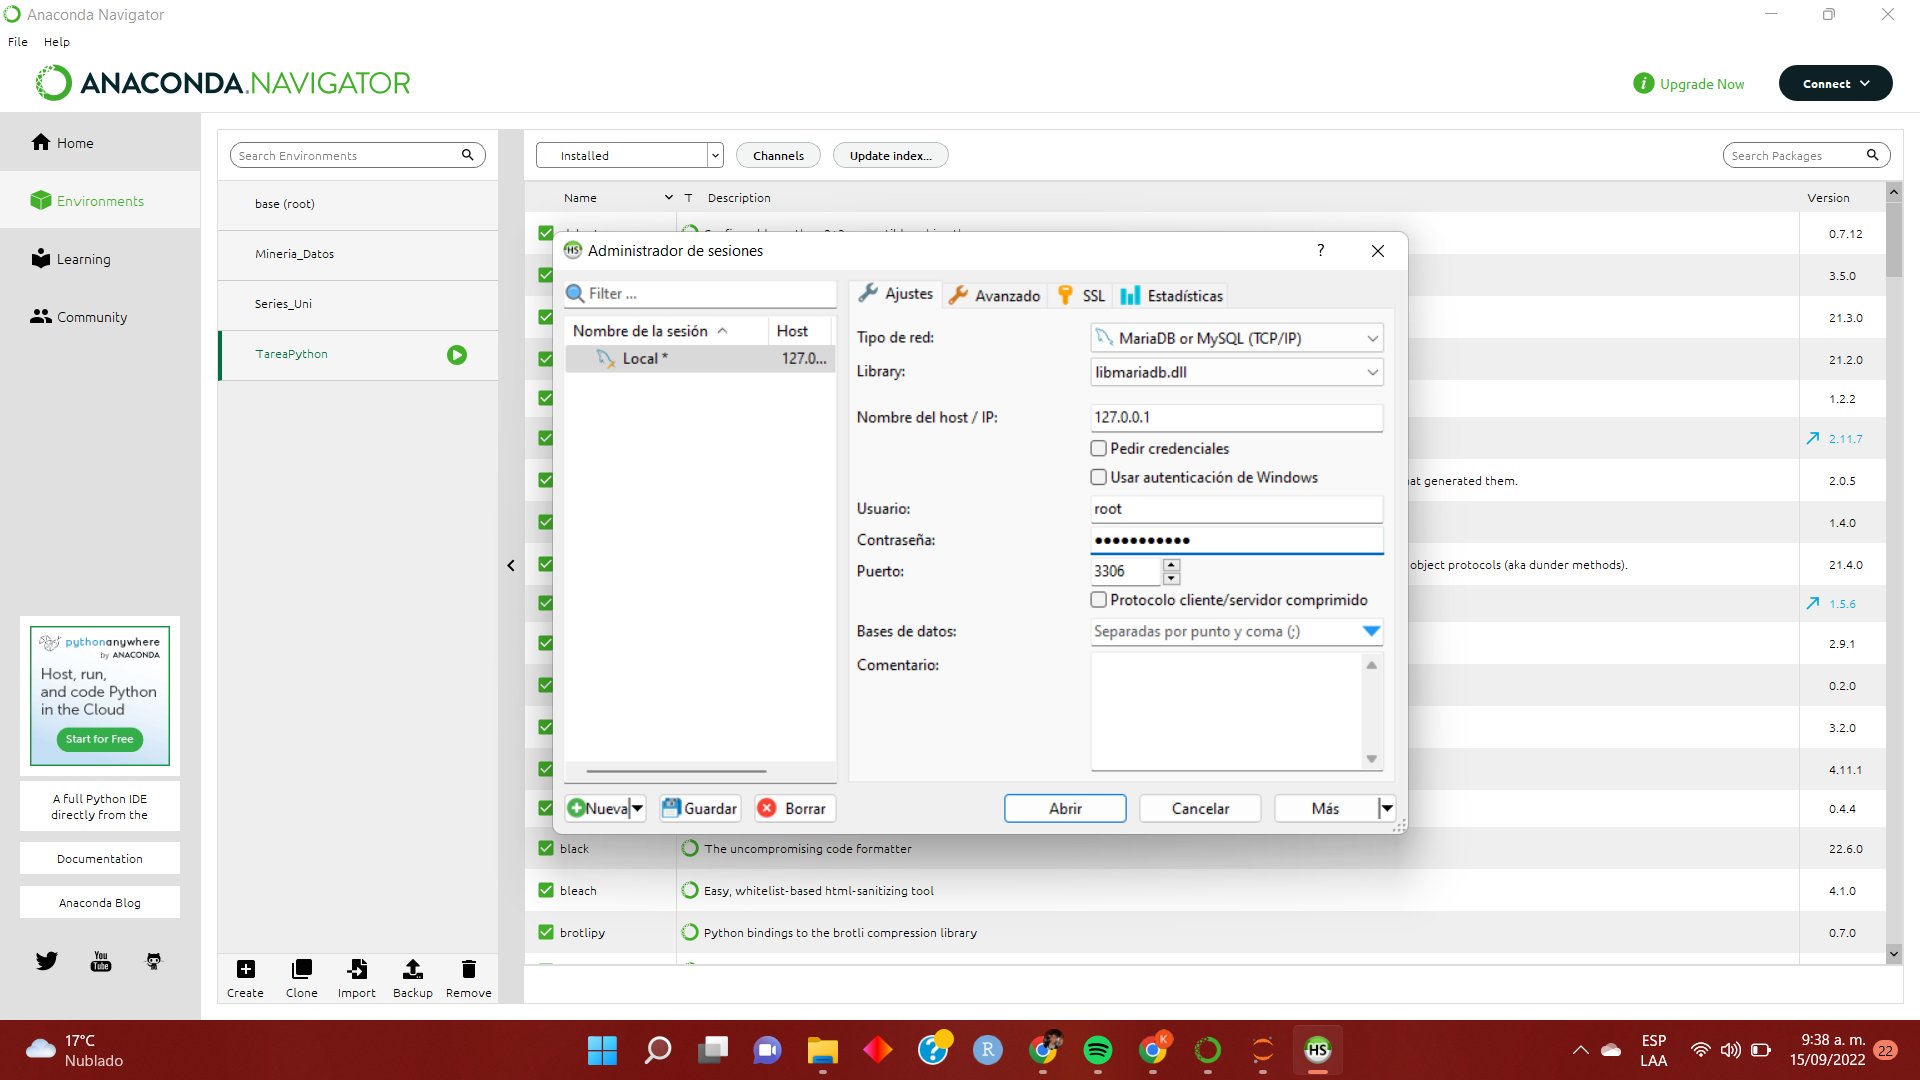 Anaconda Navigator
File Help
ANACONDA.NAVIGATOR
i Upgrade Now
Connect
Home
Environments
Learning
Community
Search Environments
base (root)
Mineria_Datos
Series_Uni
TareaPython
Installed
Channels
Update index...
Search Packages
Name T Description Version
0.7.12
3.5.0
21.3.0
21.2.0
1.2.2
2.11.7
at generated them. 2.0.5
1.4.0
object protocols (aka dunder methods). 21.4.0
1.5.6
2.9.1
0.2.0
3.2.0
4.11.1
0.4.4
black The uncompromising code formatter 22.6.0
bleach Easy, whitelist-based html-sanitizing tool 4.1.0
brotlipy Python bindings to the brotli compression library 0.7.0
HS Administrador de sesiones ?
Filter ...
Nombre de la sesión Host
Local * 127.0...
Ajustes Avanzado SSL Estadísticas
Tipo de red: MariaDB or MySQL (TCP/IP)
Library: libmariadb.dll
Nombre del host / IP: 127.0.0.1
Pedir credenciales
Usar autenticación de Windows
Usuario: root
Contraseña: ●●●●●●●●●●●
Puerto: 3306
Protocolo cliente/servidor comprimido
Bases de datos: Separadas por punto y coma (;)
Comentario:
Nueva Guardar Borrar Abrir Cancelar Más
pythonanywhere
by ANACONDA
Host, run,
and code Python
in the Cloud
Start for Free
A full Python IDE
directly from the
Documentation
Anaconda Blog
You
Tube
Create Clone Import Backup Remove
17°C
Nublado
?
R
K
HS
ESP
LAA
9:38 a. m.
15/09/2022
22